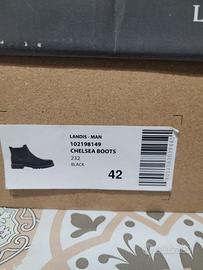 L
LANDIS - MAN
102198149
CHELSEA BOOTS
232
BLACK
42